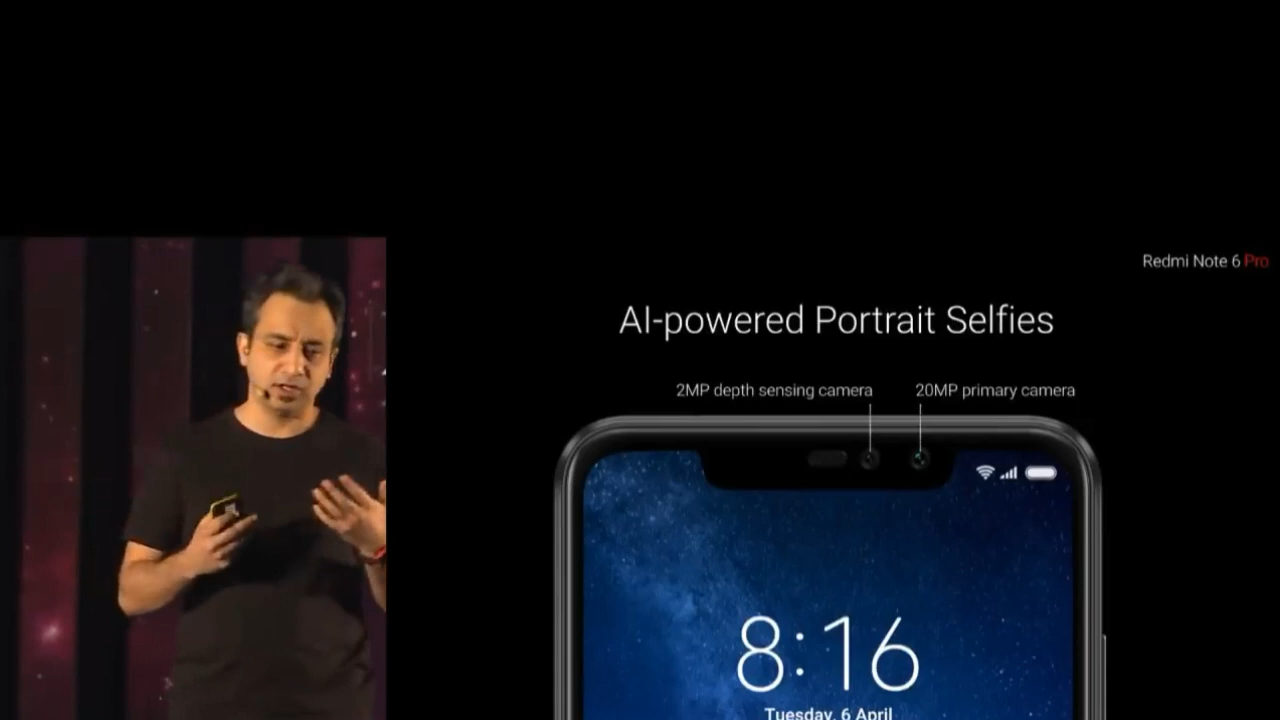 Redmi Note 6 Pro
AI-powered Portrait Selfies
2MP depth sensing camera
20MP primary camera
8:16
Tuesday, 6 April